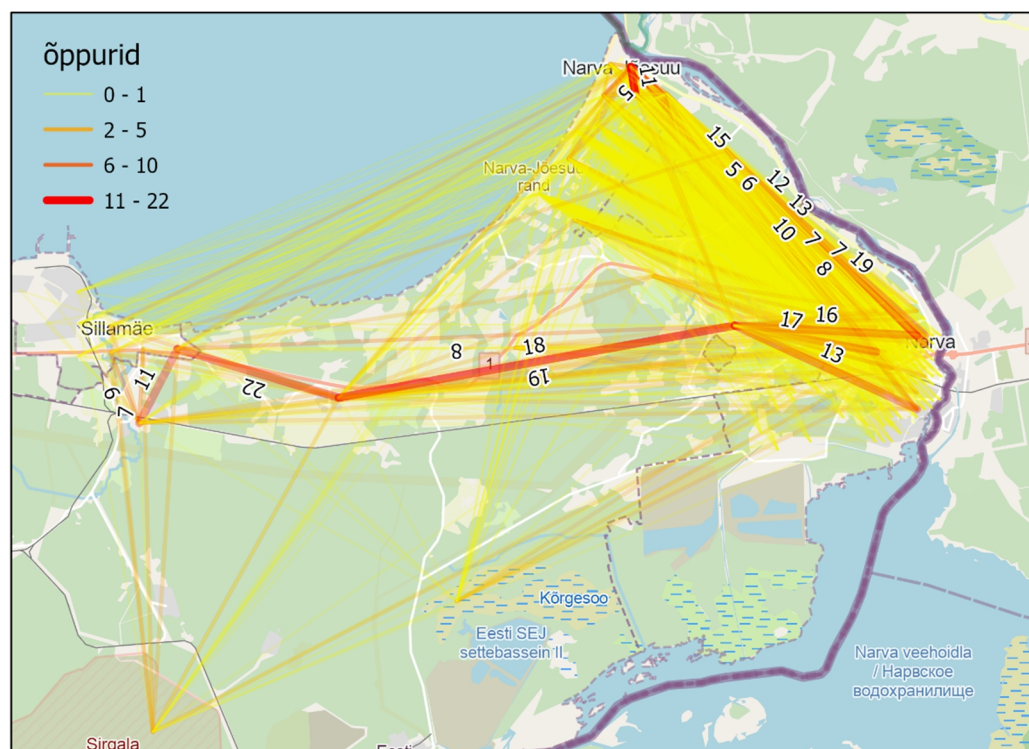 õppurid
0 - 1
2 - 5
6 - 10
11 - 22
Narva-Jõesuu
11
5
15
Narva-Jõesuu
rand
5
6
12
13
10
7
7
19
8
Sillamäe
16
17
Narva
13
8
18
1
19
11
22
6
7
Kõrgesoo
Eesti SEJ
settebassein II
Narva veehoidla
/ Нарвское
водохранилище
Sirgala
Eesti